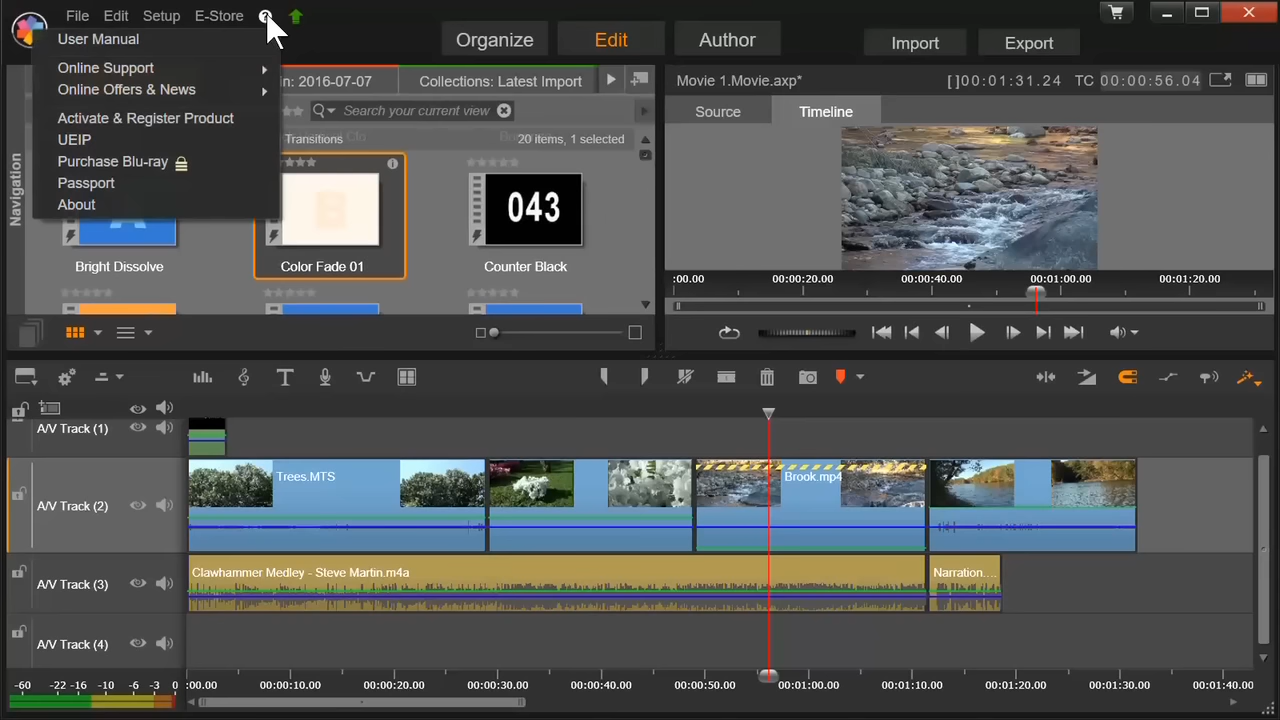 File Edit Setup E-Store ?
User Manual
Online Support
Online Offers & News
Activate & Register Product
UEIP
Purchase Blu-ray
Passport
About
Organize Edit Author Import Export
in: 2016-07-07 Collections: Latest Import
Search your current view
Transitions 20 items, 1 selected
Navigation
A B 043
Bright Dissolve Color Fade 01 Counter Black
Movie 1.Movie.axp* [ ] 00:01:31.24 TC 00:00:56.04
Source Timeline
:00.00 00:00:20.00 00:00:40.00 00:01:00.00 00:01:20.00
A/V Track (1)
A/V Track (2) Trees.MTS Brook.mp4
A/V Track (3) Clawhammer Medley - Steve Martin.m4a Narration....
A/V Track (4)
-60 -22 -16 -10 -6 -3 0 :00.00 00:00:10.00 00:00:20.00 00:00:30.00 00:00:40.00 00:00:50.00 00:01:00.00 00:01:10.00 00:01:20.00 00:01:30.00 00:01:40.00